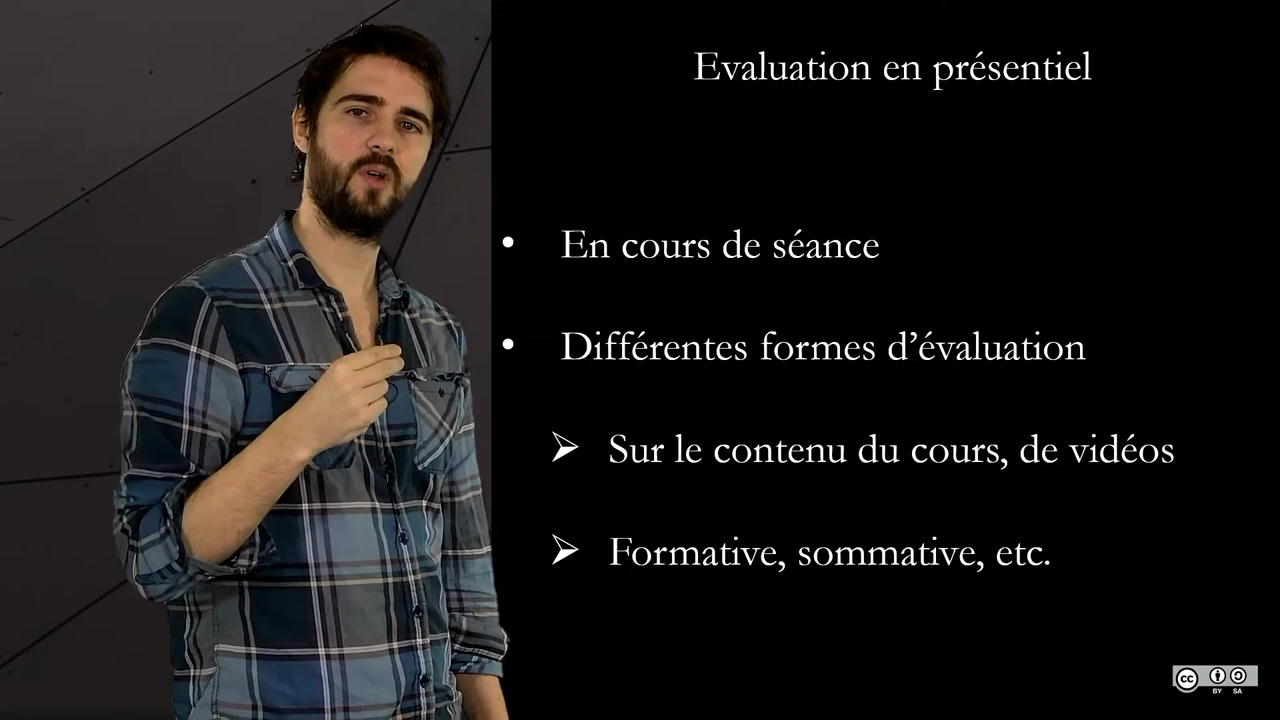 Evaluation en présentiel
• En cours de séance
• Différentes formes d’évaluation
➢ Sur le contenu du cours, de vidéos
➢ Formative, sommative, etc.
cc
BY SA